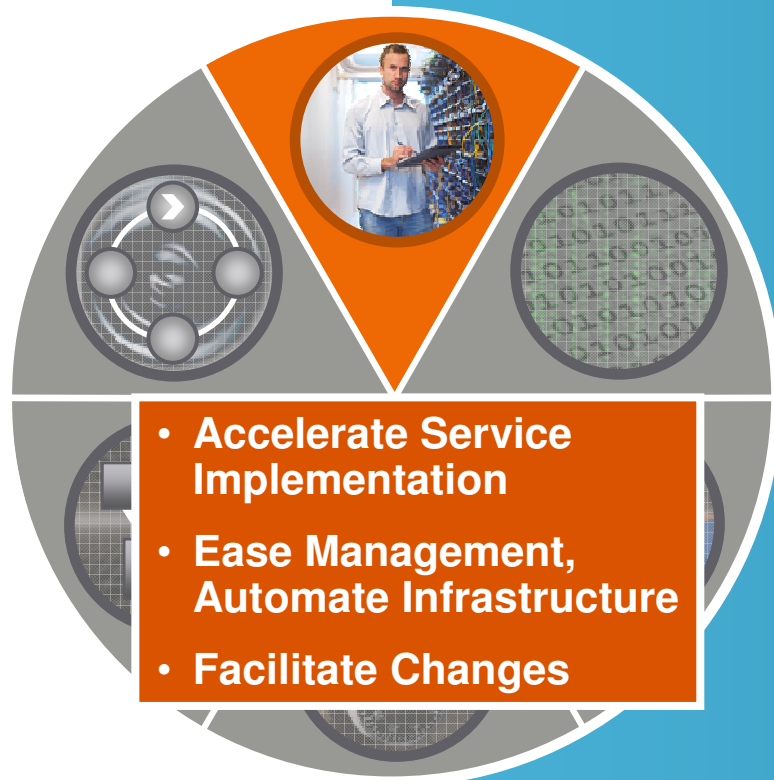 • Accelerate Service
Implementation
• Ease Management,
Automate Infrastructure
• Facilitate Changes